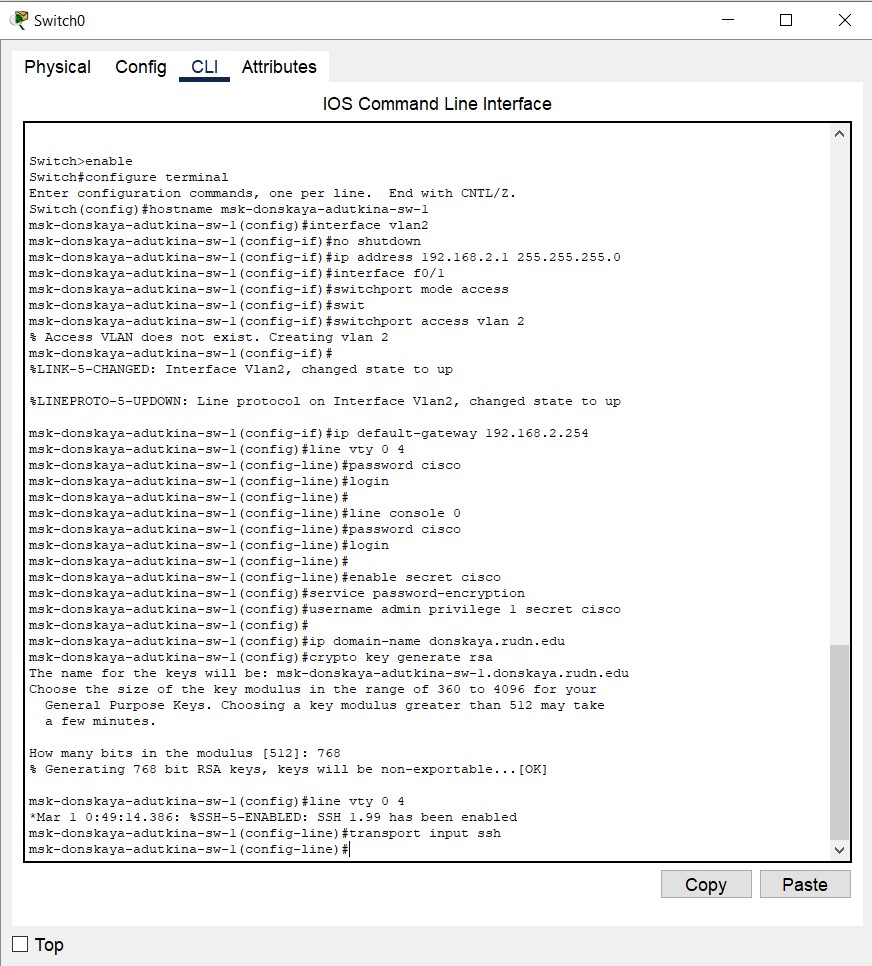 Switch0
Physical Config CLI Attributes
IOS Command Line Interface
Switch>enable
Switch#configure terminal
Enter configuration commands, one per line.  End with CNTL/Z.
Switch(config)#hostname msk-donskaya-adutkina-sw-1
msk-donskaya-adutkina-sw-1(config)#interface vlan2
msk-donskaya-adutkina-sw-1(config-if)#no shutdown
msk-donskaya-adutkina-sw-1(config-if)#ip address 192.168.2.1 255.255.255.0
msk-donskaya-adutkina-sw-1(config-if)#interface f0/1
msk-donskaya-adutkina-sw-1(config-if)#switchport mode access
msk-donskaya-adutkina-sw-1(config-if)#swit
msk-donskaya-adutkina-sw-1(config-if)#switchport access vlan 2
% Access VLAN does not exist. Creating vlan 2
msk-donskaya-adutkina-sw-1(config-if)#
%LINK-5-CHANGED: Interface Vlan2, changed state to up
%LINEPROTO-5-UPDOWN: Line protocol on Interface Vlan2, changed state to up
msk-donskaya-adutkina-sw-1(config-if)#ip default-gateway 192.168.2.254
msk-donskaya-adutkina-sw-1(config)#line vty 0 4
msk-donskaya-adutkina-sw-1(config-line)#password cisco
msk-donskaya-adutkina-sw-1(config-line)#login
msk-donskaya-adutkina-sw-1(config-line)#
msk-donskaya-adutkina-sw-1(config-line)#line console 0
msk-donskaya-adutkina-sw-1(config-line)#password cisco
msk-donskaya-adutkina-sw-1(config-line)#login
msk-donskaya-adutkina-sw-1(config-line)#
msk-donskaya-adutkina-sw-1(config-line)#enable secret cisco
msk-donskaya-adutkina-sw-1(config)#service password-encryption
msk-donskaya-adutkina-sw-1(config)#username admin privilege 1 secret cisco
msk-donskaya-adutkina-sw-1(config)#
msk-donskaya-adutkina-sw-1(config)#ip domain-name donskaya.rudn.edu
msk-donskaya-adutkina-sw-1(config)#crypto key generate rsa
The name for the keys will be: msk-donskaya-adutkina-sw-1.donskaya.rudn.edu
Choose the size of the key modulus in the range of 360 to 4096 for your
General Purpose Keys. Choosing a key modulus greater than 512 may take
a few minutes.
How many bits in the modulus [512]: 768
% Generating 768 bit RSA keys, keys will be non-exportable...[OK]
msk-donskaya-adutkina-sw-1(config)#line vty 0 4
*Mar 1 0:49:14.386: %SSH-5-ENABLED: SSH 1.99 has been enabled
msk-donskaya-adutkina-sw-1(config-line)#transport input ssh
msk-donskaya-adutkina-sw-1(config-line)#
Copy Paste
Top